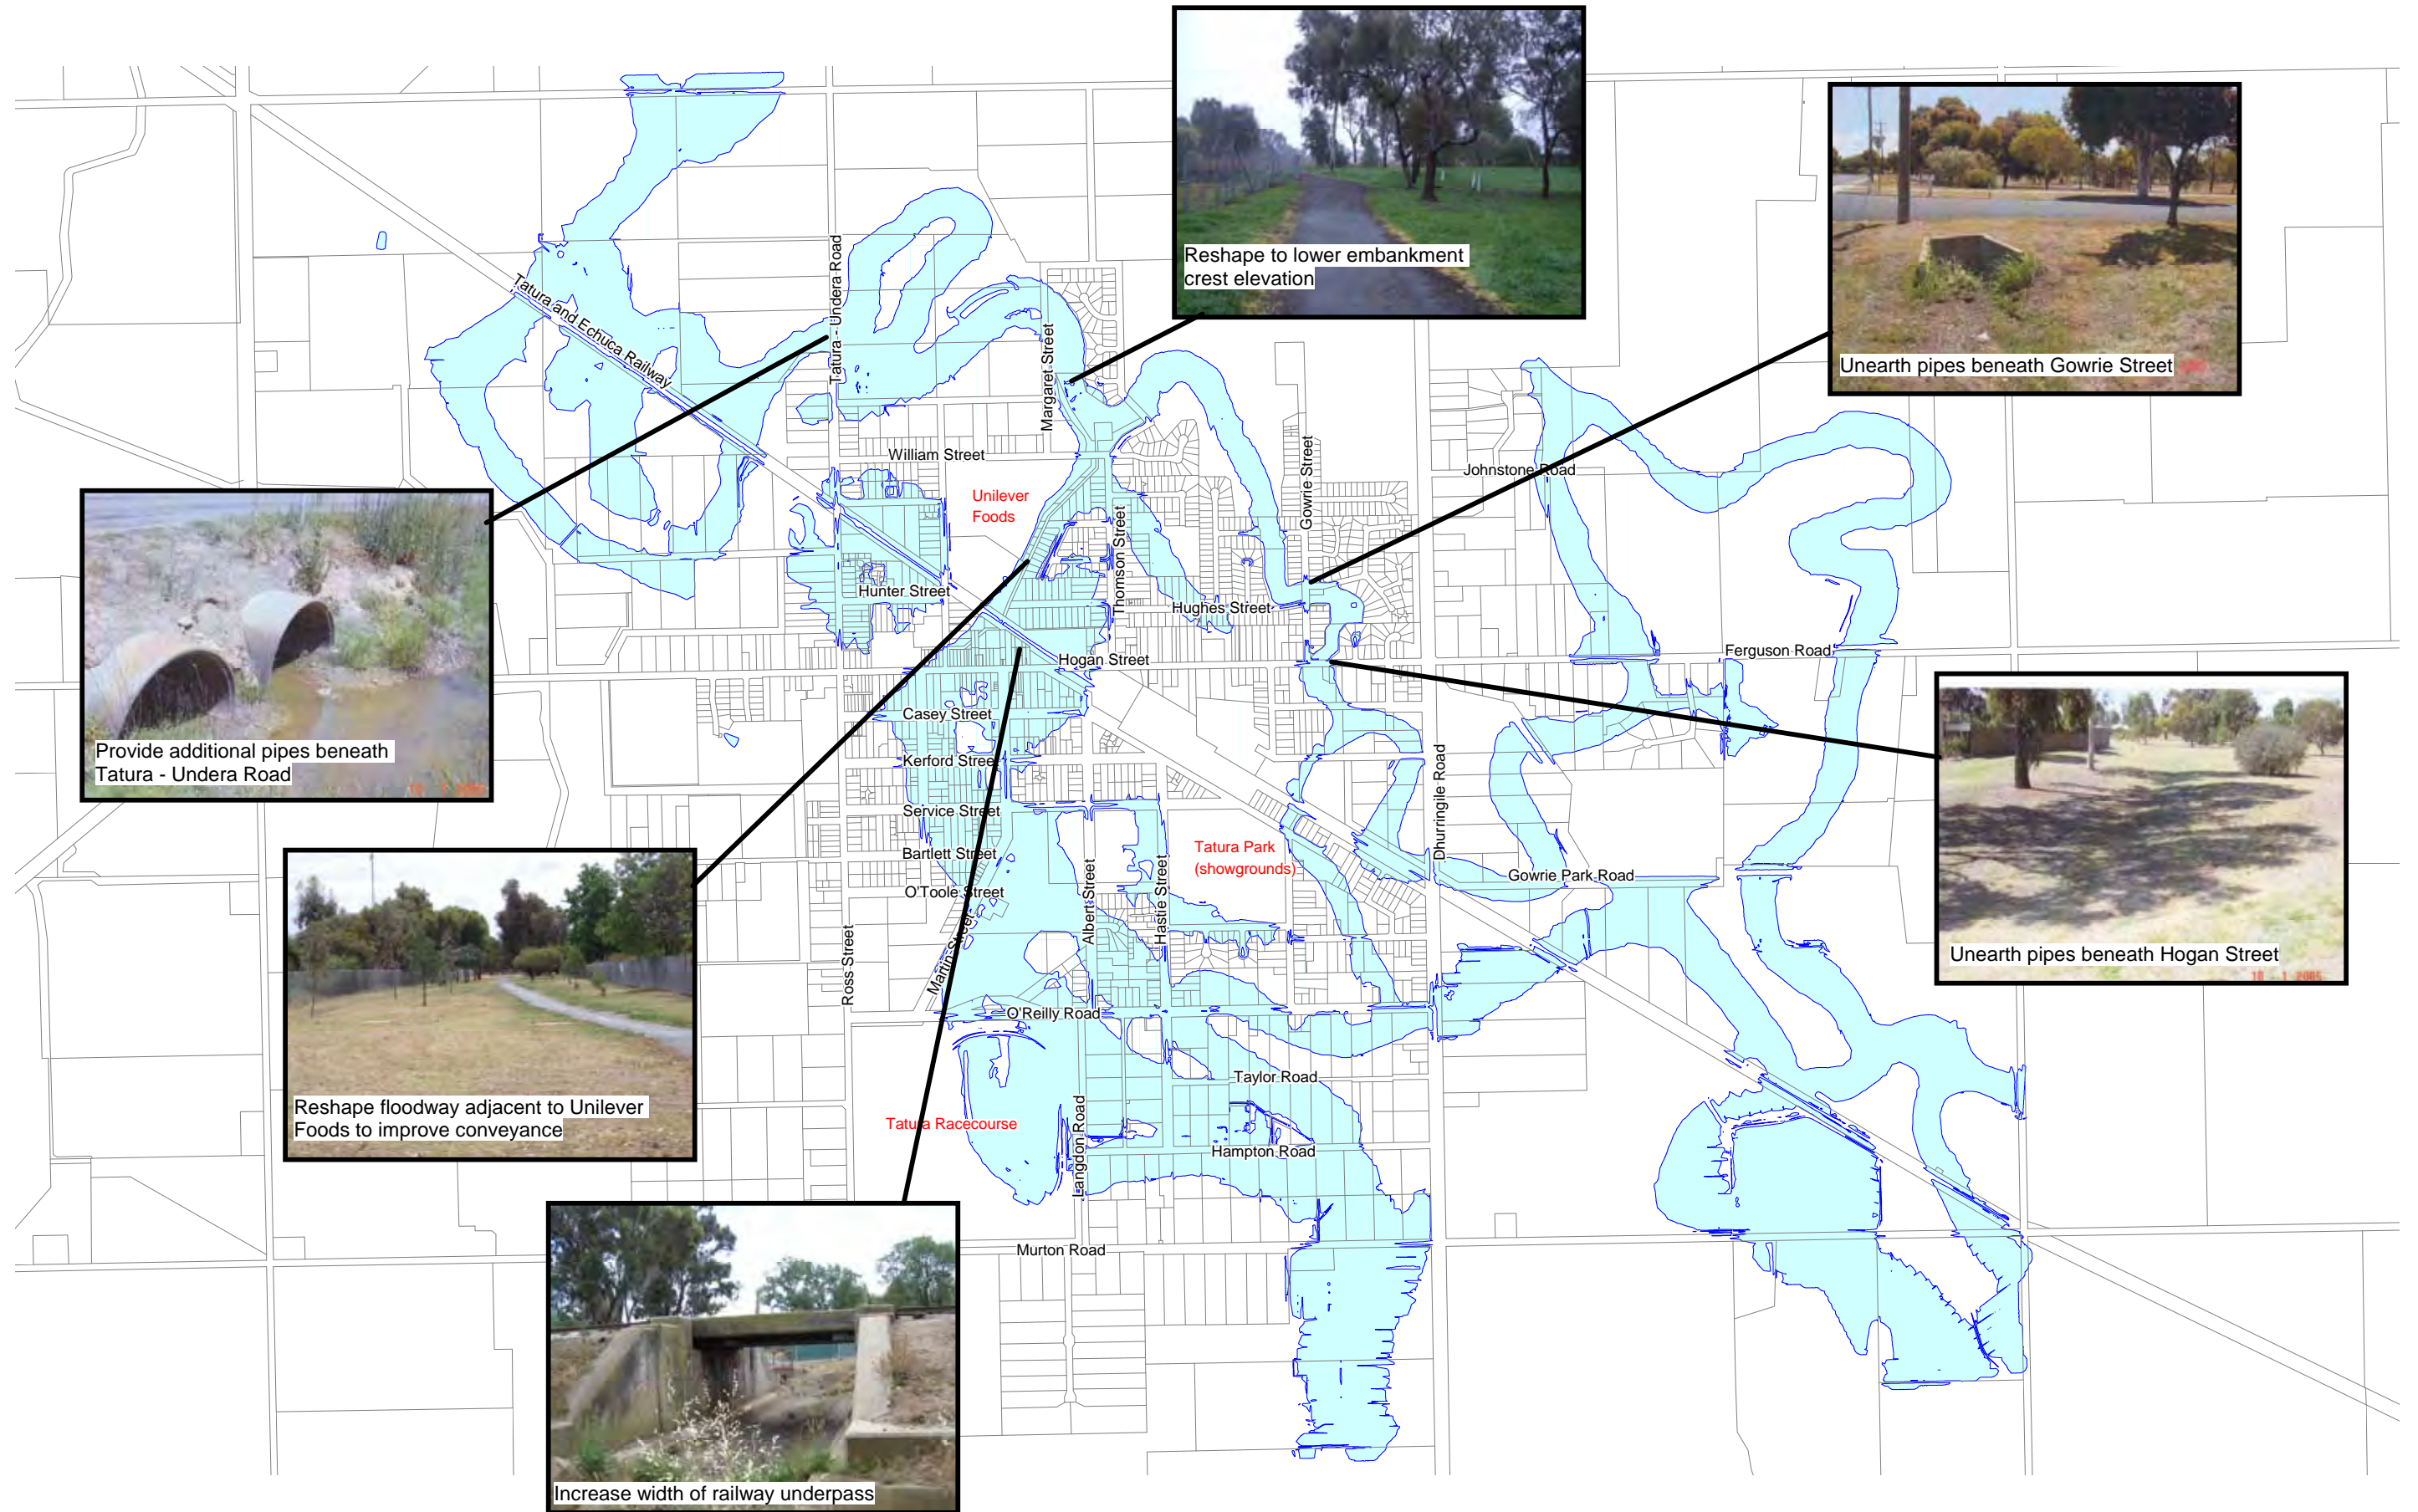 Reshape to lower embankment
crest elevation
Unearth pipes beneath Gowrie Street
Tatura - Undera Road
Tatura and Echuca Railway
Margaret Street
William Street
Gowrie Street
Johnstone Road
Unilever
Foods
Thomson Street
Hunter Street
Hughes Street
Hogan Street
Ferguson Road
Provide additional pipes beneath
Tatura - Undera Road
Casey Street
Kerford Street
Service Street
Bartlett Street
O'Toole Street
Tatura Park
(showgrounds)
Dhurringile Road
Gowrie Park Road
Albert Street
Hastie Street
Ross Street
Martin Street
Unearth pipes beneath Hogan Street
10 1 2005
O'Reilly Road
Taylor Road
Reshape floodway adjacent to Unilever
Foods to improve conveyance
Tatura Racecourse
Langdon Road
Hampton Road
Murton Road
Increase width of railway underpass